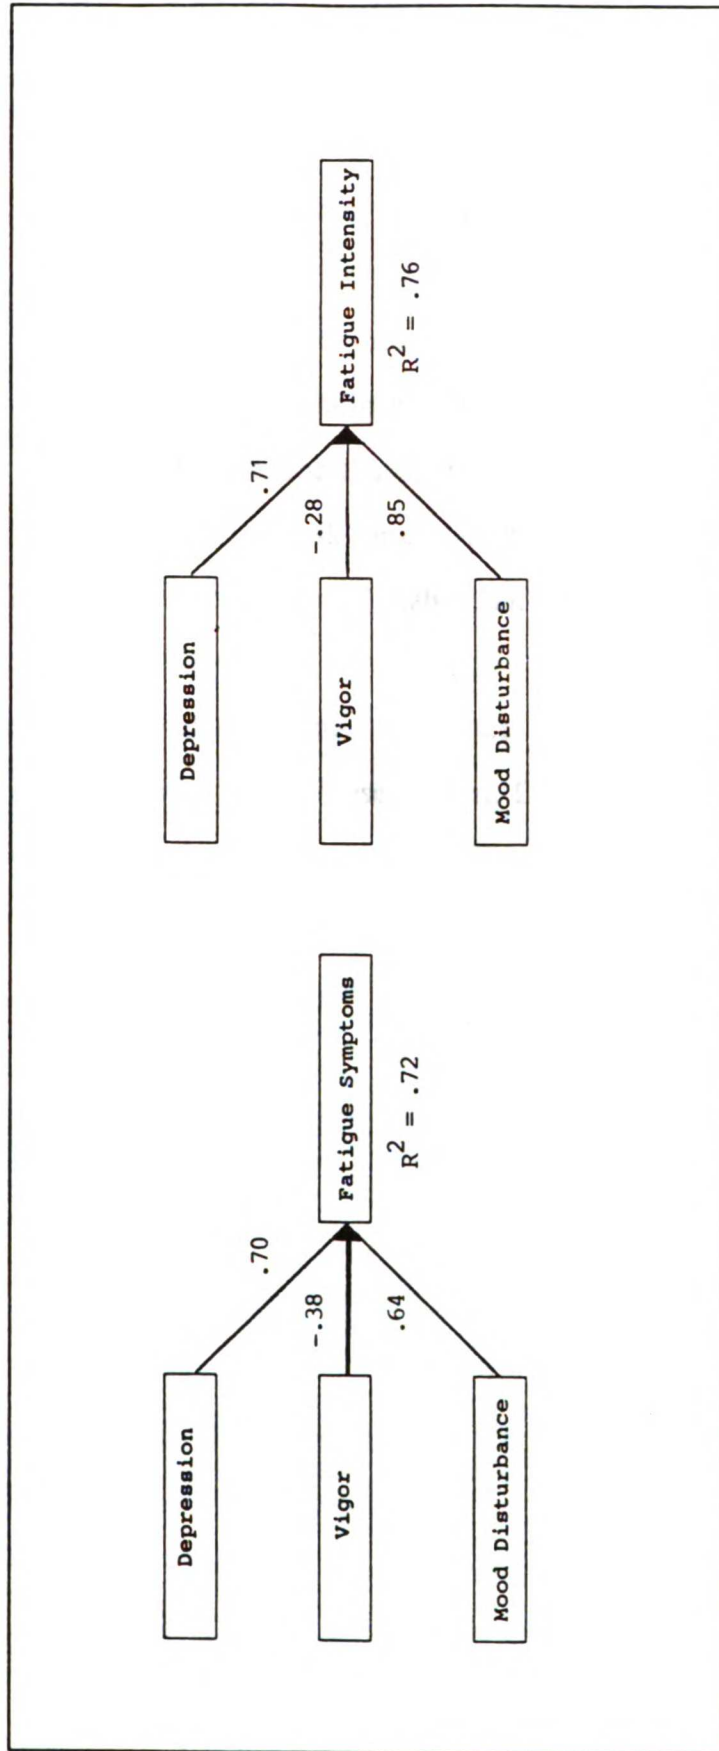 Depression
.70
Vigor
-.38
Fatigue Symptoms
R² = .72
.64
Mood Disturbance
Depression
.71
Vigor
-.28
Fatigue Intensity
R² = .76
.85
Mood Disturbance